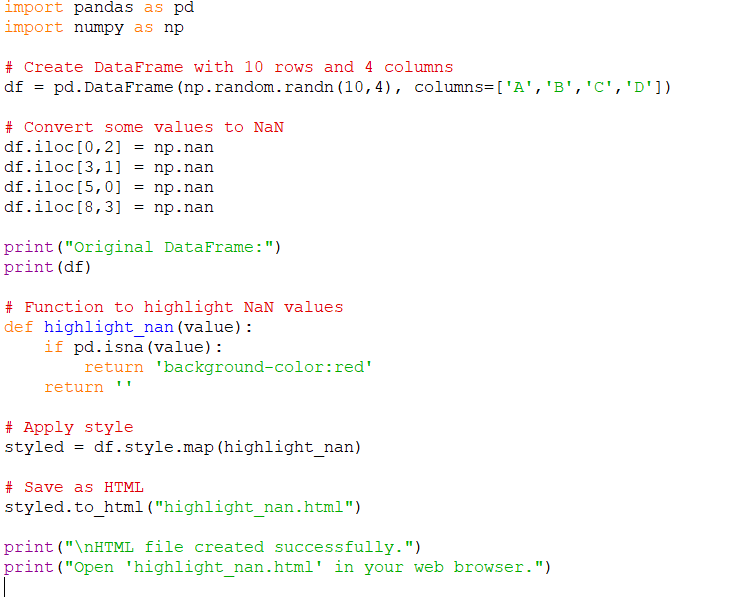 import pandas as pd
import numpy as np

# Create DataFrame with 10 rows and 4 columns
df = pd.DataFrame(np.random.randn(10,4), columns=['A','B','C','D'])

# Convert some values to NaN
df.iloc[0,2] = np.nan
df.iloc[3,1] = np.nan
df.iloc[5,0] = np.nan
df.iloc[8,3] = np.nan

print("Original DataFrame:")
print(df)

# Function to highlight NaN values
def highlight_nan(value):
    if pd.isna(value):
        return 'background-color:red'
    return ''

# Apply style
styled = df.style.map(highlight_nan)

# Save as HTML
styled.to_html("highlight_nan.html")

print("\nHTML file created successfully.")
print("Open 'highlight_nan.html' in your web browser.")